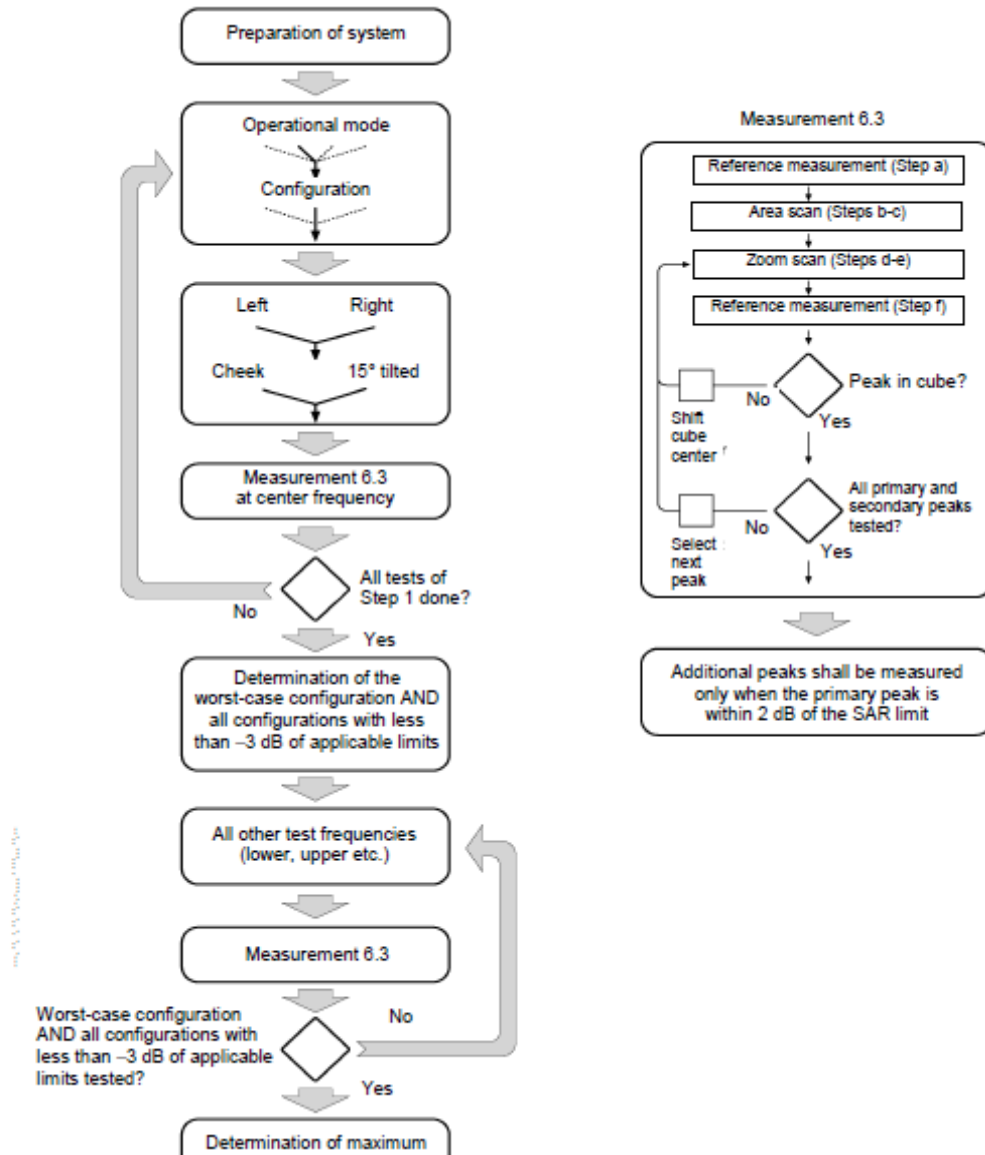 Preparation of system
Operational mode
Configuration
Left Right
Cheek 15° tilted
Measurement 6.3
at center frequency
All tests of
Step 1 done?
No
Yes
Determination of the
worst-case configuration AND
all configurations with less
than –3 dB of applicable limits
All other test frequencies
(lower, upper etc.)
Measurement 6.3
Worst-case configuration
AND all configurations with
less than –3 dB of applicable
limits tested?
No
Yes
Determination of maximum
Measurement 6.3
Reference measurement (Step a)
Area scan (Steps b-c)
Zoom scan (Steps d-e)
Reference measurement (Step f)
Peak in cube?
No
Yes
Shift
cube
center
All primary and
secondary peaks
tested?
No
Yes
Select
next
peak
Additional peaks shall be measured
only when the primary peak is
within 2 dB of the SAR limit